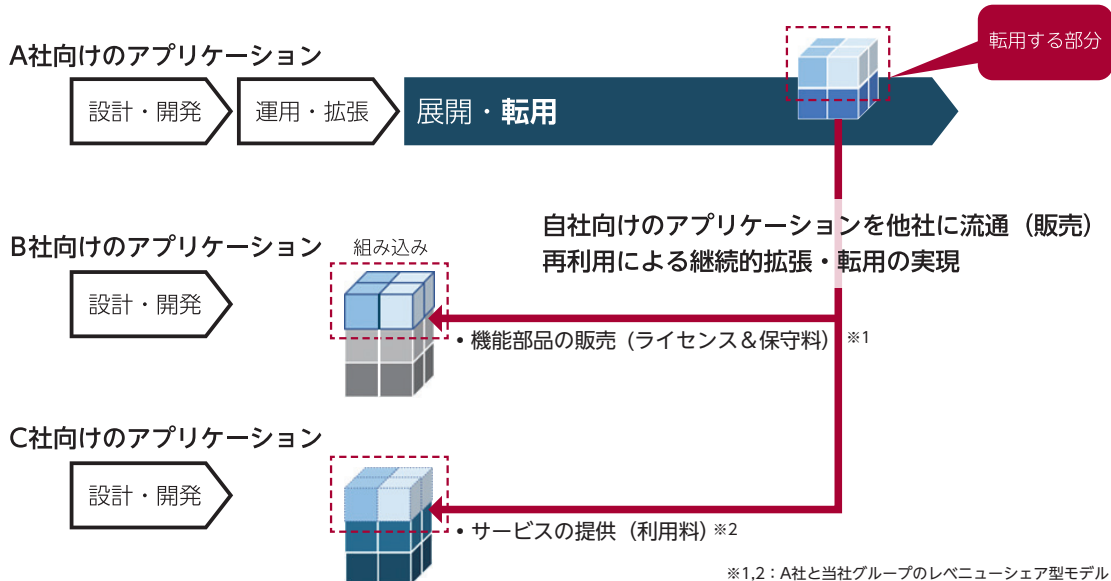 転用する部分
A社向けのアプリケーション
設計・開発
運用・拡張
展開・転用
自社向けのアプリケーションを他社に流通（販売）
再利用による継続的拡張・転用の実現
B社向けのアプリケーション
組み込み
設計・開発
・機能部品の販売（ライセンス＆保守料）※1
C社向けのアプリケーション
設計・開発
・サービスの提供（利用料）※2
※1,2：A社と当社グループのレベニューシェア型モデル